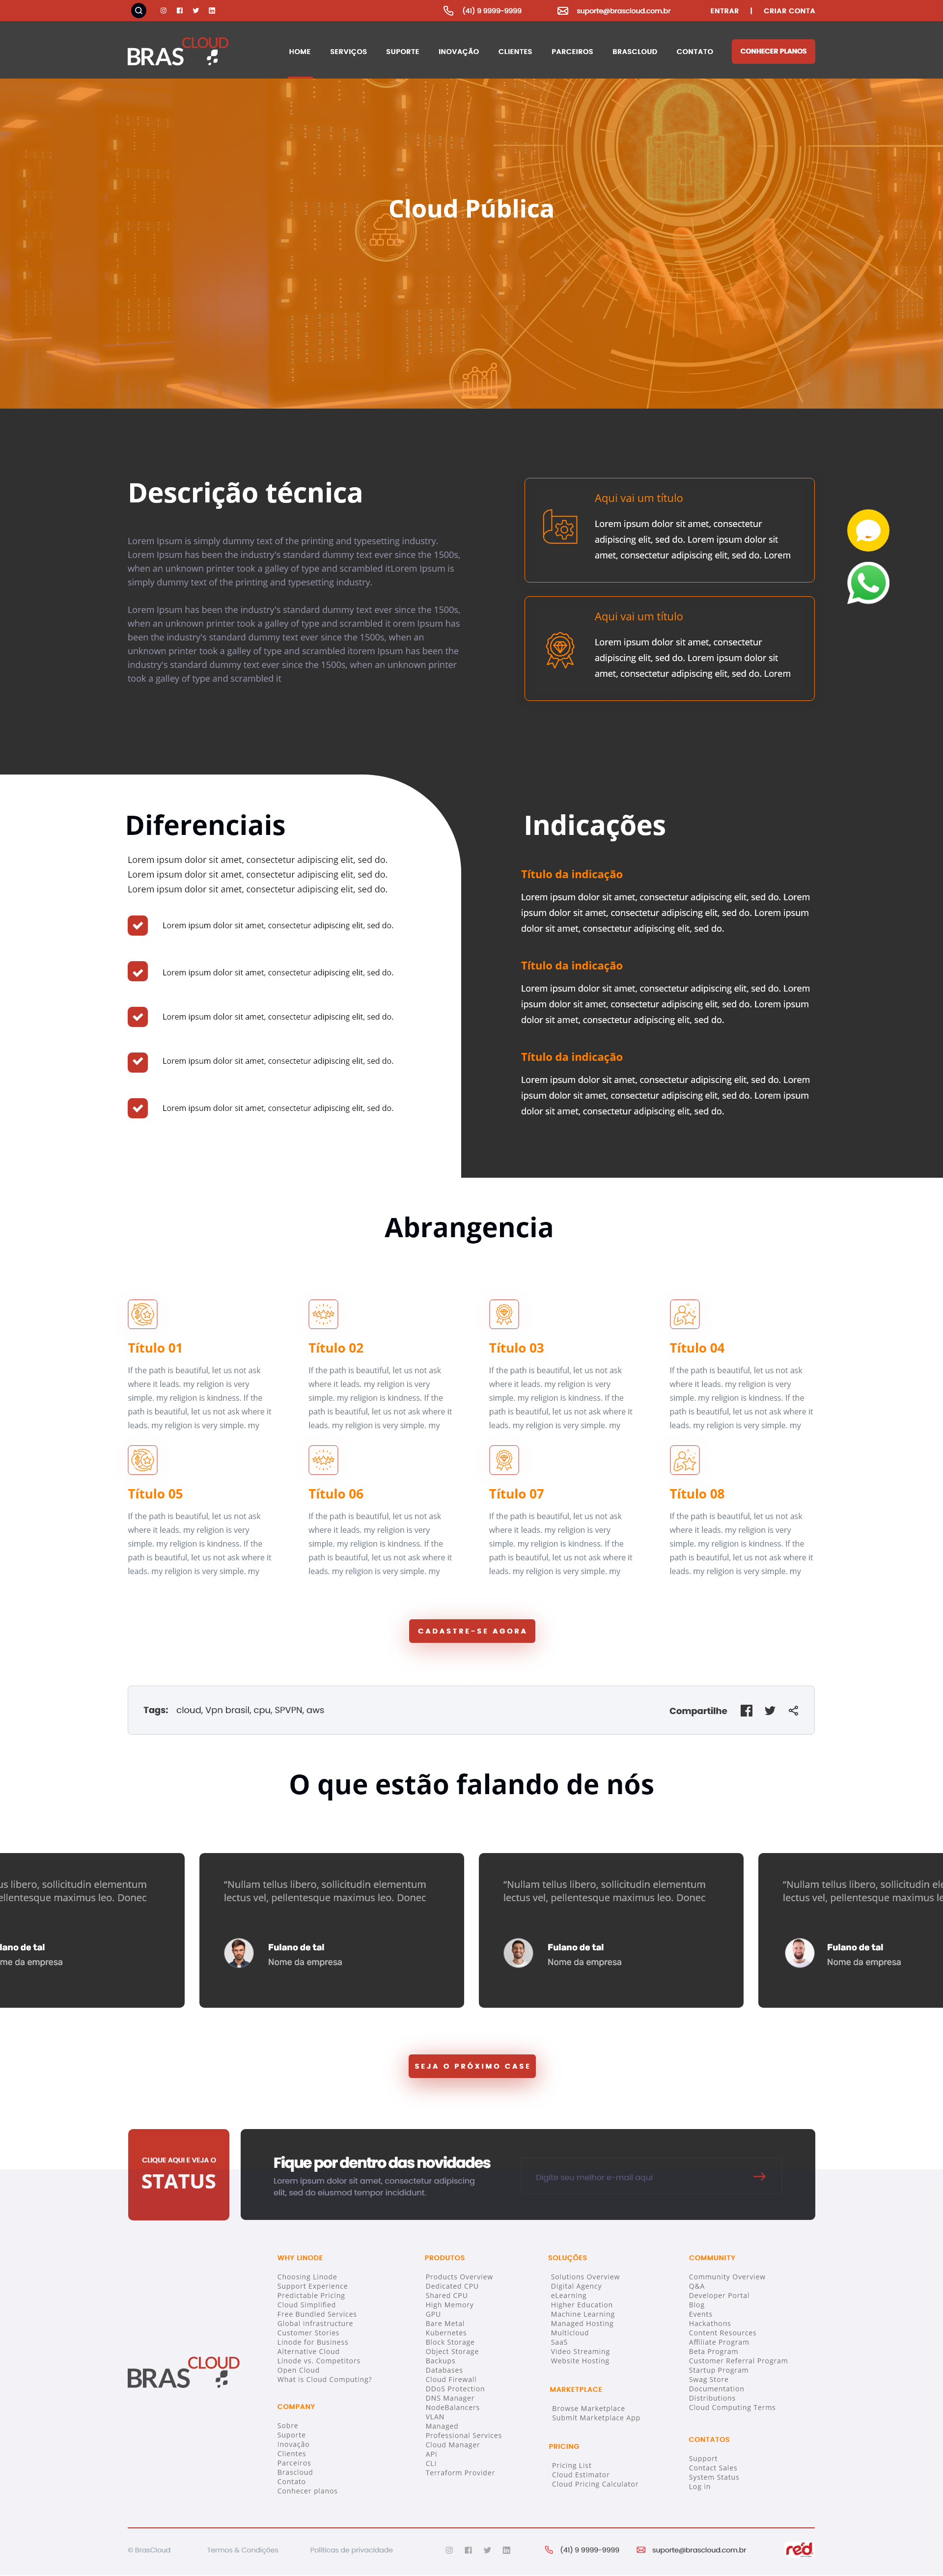 (41) 9 9999-9999
suporte@brascloud.com.br
ENTRAR | CRIAR CONTA
BRASCLOUD
HOME SERVIÇOS SUPORTE INOVAÇÃO CLIENTES PARCEIROS BRASCLOUD CONTATO
CONHECER PLANOS
Cloud Pública
Descrição técnica
Lorem Ipsum is simply dummy text of the printing and typesetting industry.
Lorem Ipsum has been the industry's standard dummy text ever since the 1500s,
when an unknown printer took a galley of type and scrambled itLorem Ipsum is
simply dummy text of the printing and typesetting industry.
Lorem Ipsum has been the industry's standard dummy text ever since the 1500s,
when an unknown printer took a galley of type and scrambled it orem Ipsum has
been the industry's standard dummy text ever since the 1500s, when an
unknown printer took a galley of type and scrambled itorem Ipsum has been the
industry's standard dummy text ever since the 1500s, when an unknown printer
took a galley of type and scrambled it
Aqui vai um título
Lorem ipsum dolor sit amet, consectetur
adipiscing elit, sed do. Lorem ipsum dolor sit
amet, consectetur adipiscing elit, sed do. Lorem
Aqui vai um título
Lorem ipsum dolor sit amet, consectetur
adipiscing elit, sed do. Lorem ipsum dolor sit
amet, consectetur adipiscing elit, sed do. Lorem
Diferenciais
Lorem ipsum dolor sit amet, consectetur adipiscing elit, sed do.
Lorem ipsum dolor sit amet, consectetur adipiscing elit, sed do.
Lorem ipsum dolor sit amet, consectetur adipiscing elit, sed do.
Lorem ipsum dolor sit amet, consectetur adipiscing elit, sed do.
Lorem ipsum dolor sit amet, consectetur adipiscing elit, sed do.
Lorem ipsum dolor sit amet, consectetur adipiscing elit, sed do.
Lorem ipsum dolor sit amet, consectetur adipiscing elit, sed do.
Lorem ipsum dolor sit amet, consectetur adipiscing elit, sed do.
Indicações
Título da indicação
Lorem ipsum dolor sit amet, consectetur adipiscing elit, sed do. Lorem
ipsum dolor sit amet, consectetur adipiscing elit, sed do. Lorem ipsum
dolor sit amet, consectetur adipiscing elit, sed do.
Título da indicação
Lorem ipsum dolor sit amet, consectetur adipiscing elit, sed do. Lorem
ipsum dolor sit amet, consectetur adipiscing elit, sed do. Lorem ipsum
dolor sit amet, consectetur adipiscing elit, sed do.
Título da indicação
Lorem ipsum dolor sit amet, consectetur adipiscing elit, sed do. Lorem
ipsum dolor sit amet, consectetur adipiscing elit, sed do. Lorem ipsum
dolor sit amet, consectetur adipiscing elit, sed do.
Abrangencia
Título 01
If the path is beautiful, let us not ask
where it leads. my religion is very
simple. my religion is kindness. If the
path is beautiful, let us not ask where it
leads. my religion is very simple. my
Título 02
If the path is beautiful, let us not ask
where it leads. my religion is very
simple. my religion is kindness. If the
path is beautiful, let us not ask where it
leads. my religion is very simple. my
Título 03
If the path is beautiful, let us not ask
where it leads. my religion is very
simple. my religion is kindness. If the
path is beautiful, let us not ask where it
leads. my religion is very simple. my
Título 04
If the path is beautiful, let us not ask
where it leads. my religion is very
simple. my religion is kindness. If the
path is beautiful, let us not ask where it
leads. my religion is very simple. my
Título 05
If the path is beautiful, let us not ask
where it leads. my religion is very
simple. my religion is kindness. If the
path is beautiful, let us not ask where it
leads. my religion is very simple. my
Título 06
If the path is beautiful, let us not ask
where it leads. my religion is very
simple. my religion is kindness. If the
path is beautiful, let us not ask where it
leads. my religion is very simple. my
Título 07
If the path is beautiful, let us not ask
where it leads. my religion is very
simple. my religion is kindness. If the
path is beautiful, let us not ask where it
leads. my religion is very simple. my
Título 08
If the path is beautiful, let us not ask
where it leads. my religion is very
simple. my religion is kindness. If the
path is beautiful, let us not ask where it
leads. my religion is very simple. my
CADASTRE-SE AGORA
Tags: cloud, Vpn brasil, cpu, SPVPN, aws
Compartilhe
O que estão falando de nós
us libero, sollicitudin elementum
ellentesque maximus leo. Donec
lano de tal
me da empresa
"Nullam tellus libero, sollicitudin elementum
lectus vel, pellentesque maximus leo. Donec
Fulano de tal
Nome da empresa
"Nullam tellus libero, sollicitudin elementum
lectus vel, pellentesque maximus leo. Donec
Fulano de tal
Nome da empresa
"Nullam tellus libero, sollicitudin ele
lectus vel, pellentesque maximus le
Fulano de tal
Nome da empresa
SEJA O PRÓXIMO CASE
CLIQUE AQUI E VEJA O
STATUS
Fique por dentro das novidades
Lorem ipsum dolor sit amet, consectetur adipiscing
elit, sed do eiusmod tempor incididunt.
Digite seu melhor e-mail aqui
BRASCLOUD
WHY LINODE
Choosing Linode
Support Experience
Predictable Pricing
Cloud Simplified
Free Bundled Services
Global Infrastructure
Customer Stories
Linode for Business
Alternative Cloud
Linode vs. Competitors
Open Cloud
What is Cloud Computing?
COMPANY
Sobre
Suporte
Inovação
Clientes
Parceiros
Brascloud
Contato
Conhecer planos
PRODUTOS
Products Overview
Dedicated CPU
Shared CPU
High Memory
GPU
Bare Metal
Kubernetes
Block Storage
Object Storage
Backups
Databases
Cloud Firewall
DDoS Protection
DNS Manager
NodeBalancers
VLAN
Managed
Professional Services
Cloud Manager
API
CLI
Terraform Provider
SOLUÇÕES
Solutions Overview
Digital Agency
eLearning
Higher Education
Machine Learning
Managed Hosting
Multicloud
SaaS
Video Streaming
Website Hosting
MARKETPLACE
Browse Marketplace
Submit Marketplace App
PRICING
Pricing List
Cloud Estimator
Cloud Pricing Calculator
COMMUNITY
Community Overview
Q&A
Developer Portal
Blog
Events
Hackathons
Content Resources
Affiliate Program
Beta Program
Customer Referral Program
Startup Program
Swag Store
Documentation
Distributions
Cloud Computing Terms
CONTATOS
Support
Contact Sales
System Status
Log in
© BrasCloud
Termos & Condições
Políticas de privacidade
(41) 9 9999-9999
suporte@brascloud.com.br
red